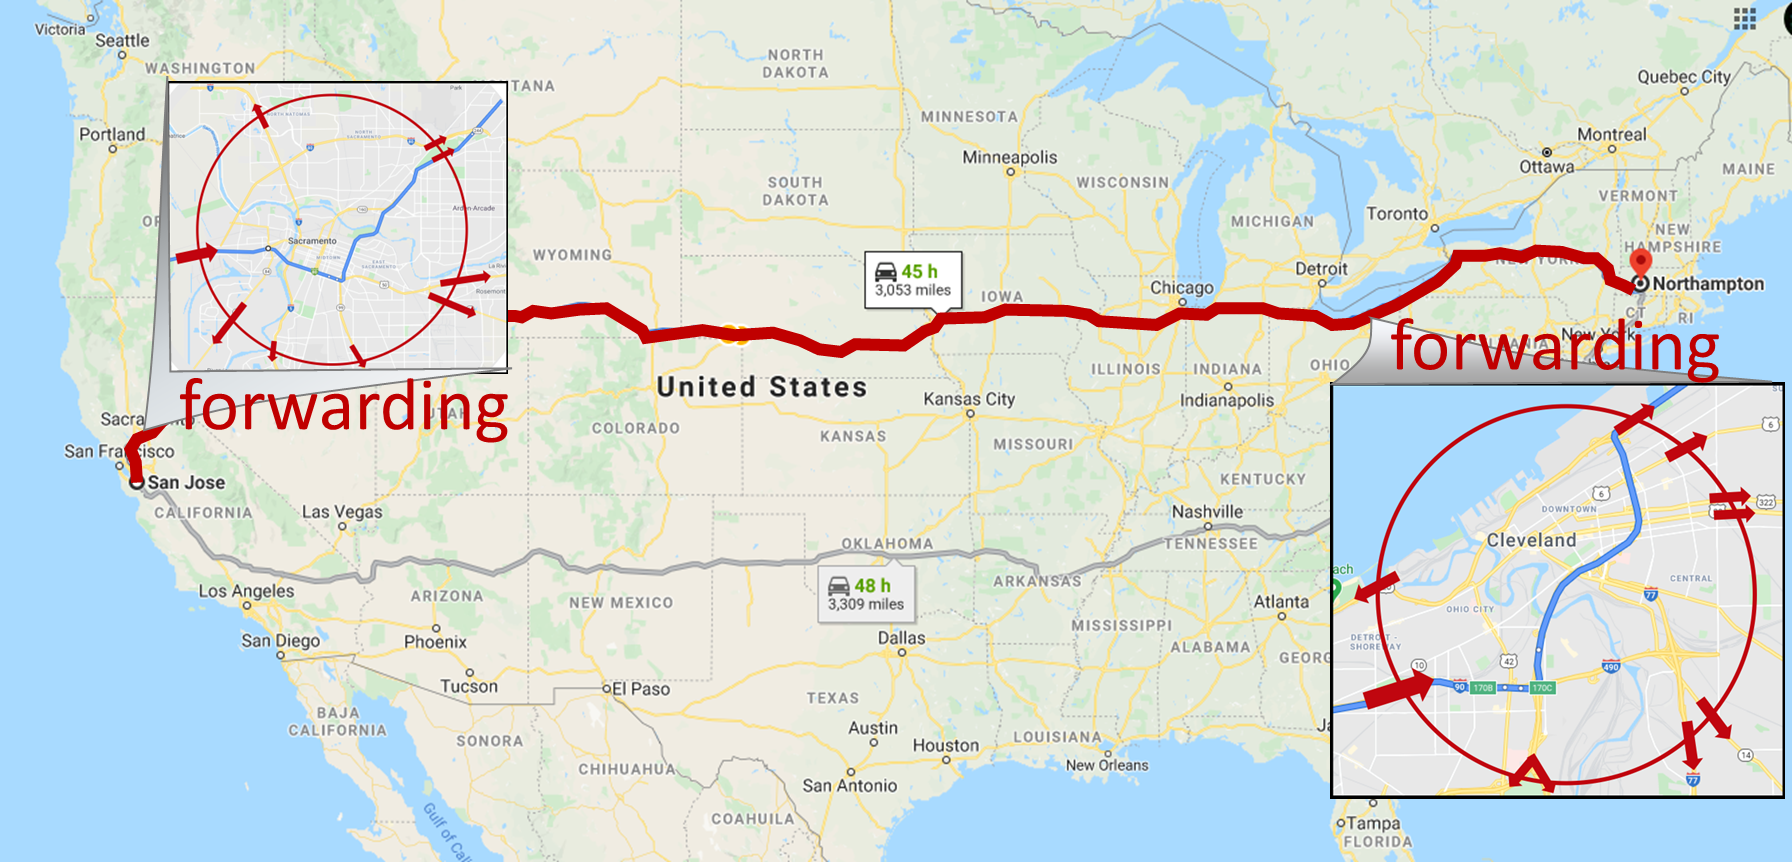 Victoria
Seattle
WASHINGTON
NORTH
DAKOTA
TANA
MINNESOTA
Quebec City
Portland
Montreal
Ottawa
Minneapolis
MAINE
SOUTH
DAKOTA
WISCONSIN
VERMONT
Toronto
MICHIGAN
NEW
HAMPSHIRE
OR
WYOMING
Sacramento
45 h
3,053 miles
Detroit
IOWA
Chicago
NEW YORK
Northampton
CT
RI
New York
forwarding
ILLINOIS
INDIANA
OHIO
United States
Kansas City
Indianapolis
forwarding
UTAH
Sacra
COLORADO
KANSAS
MISSOURI
San Francisco
San Jose
KENTUCKY
CALIFORNIA
Las Vegas
Nashville
OKLAHOMA
TENNESSEE
48 h
3,309 miles
ARKANSAS
Los Angeles
ARIZONA
NEW MEXICO
Atlanta
San Diego
Phoenix
Dallas
MISSISSIPPI
ALABAMA
GEORG
Tucson
El Paso
TEXAS
BAJA
CALIFORNIA
SONORA
Austin
Houston
LOUISIANA
Ja
New Orleans
CHIHUAHUA
San Antonio
COAHUILA
Gulf of Cal
Tampa
FLORIDA
6
6
322
DOWNTOWN
Cleveland
ach
CENTRAL
77
OHIO CITY
DETROIT -
SHOREWAY
10
42
490
90
170B
170C
14
77